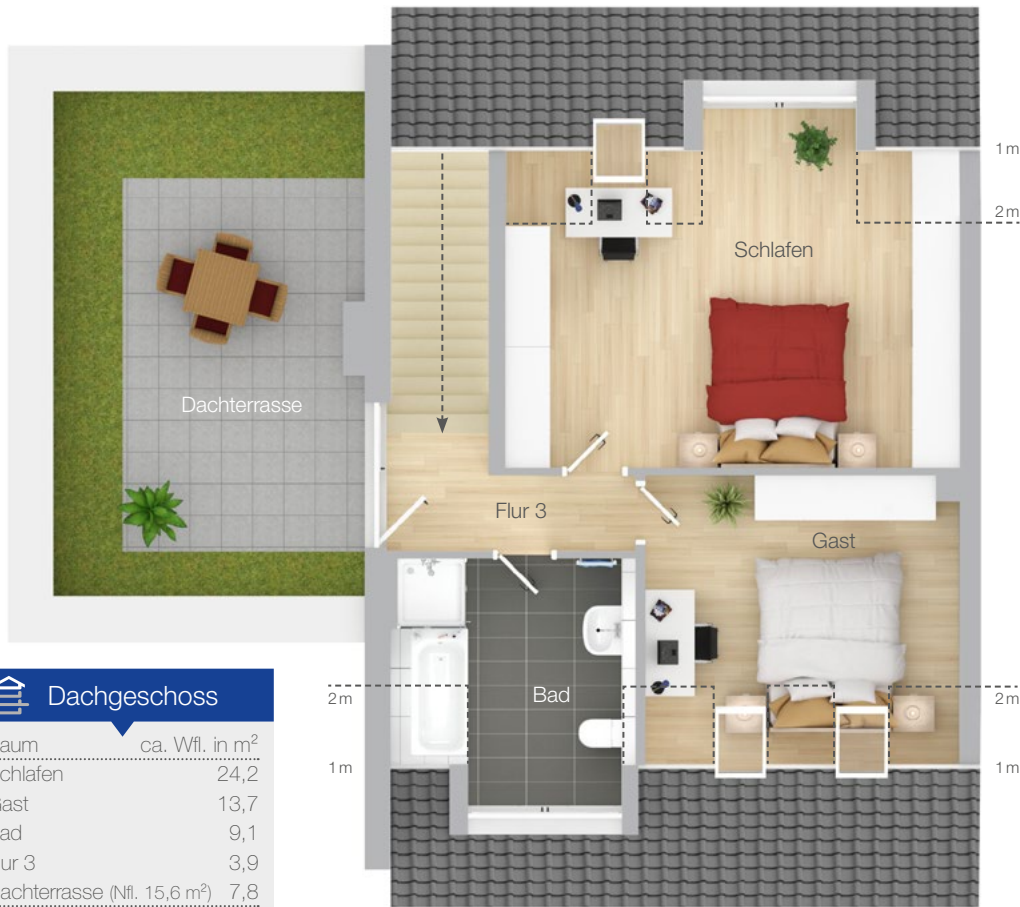 1 m
2 m
Schlafen
Dachterrasse
Flur 3
Gast
Bad
2 m
1 m
2 m
1 m
Dachgeschoss
aum ca. Wfl. in m²
chlafen 24,2
ast 13,7
ad 9,1
ur 3 3,9
achterrasse (Nfl. 15,6 m²) 7,8